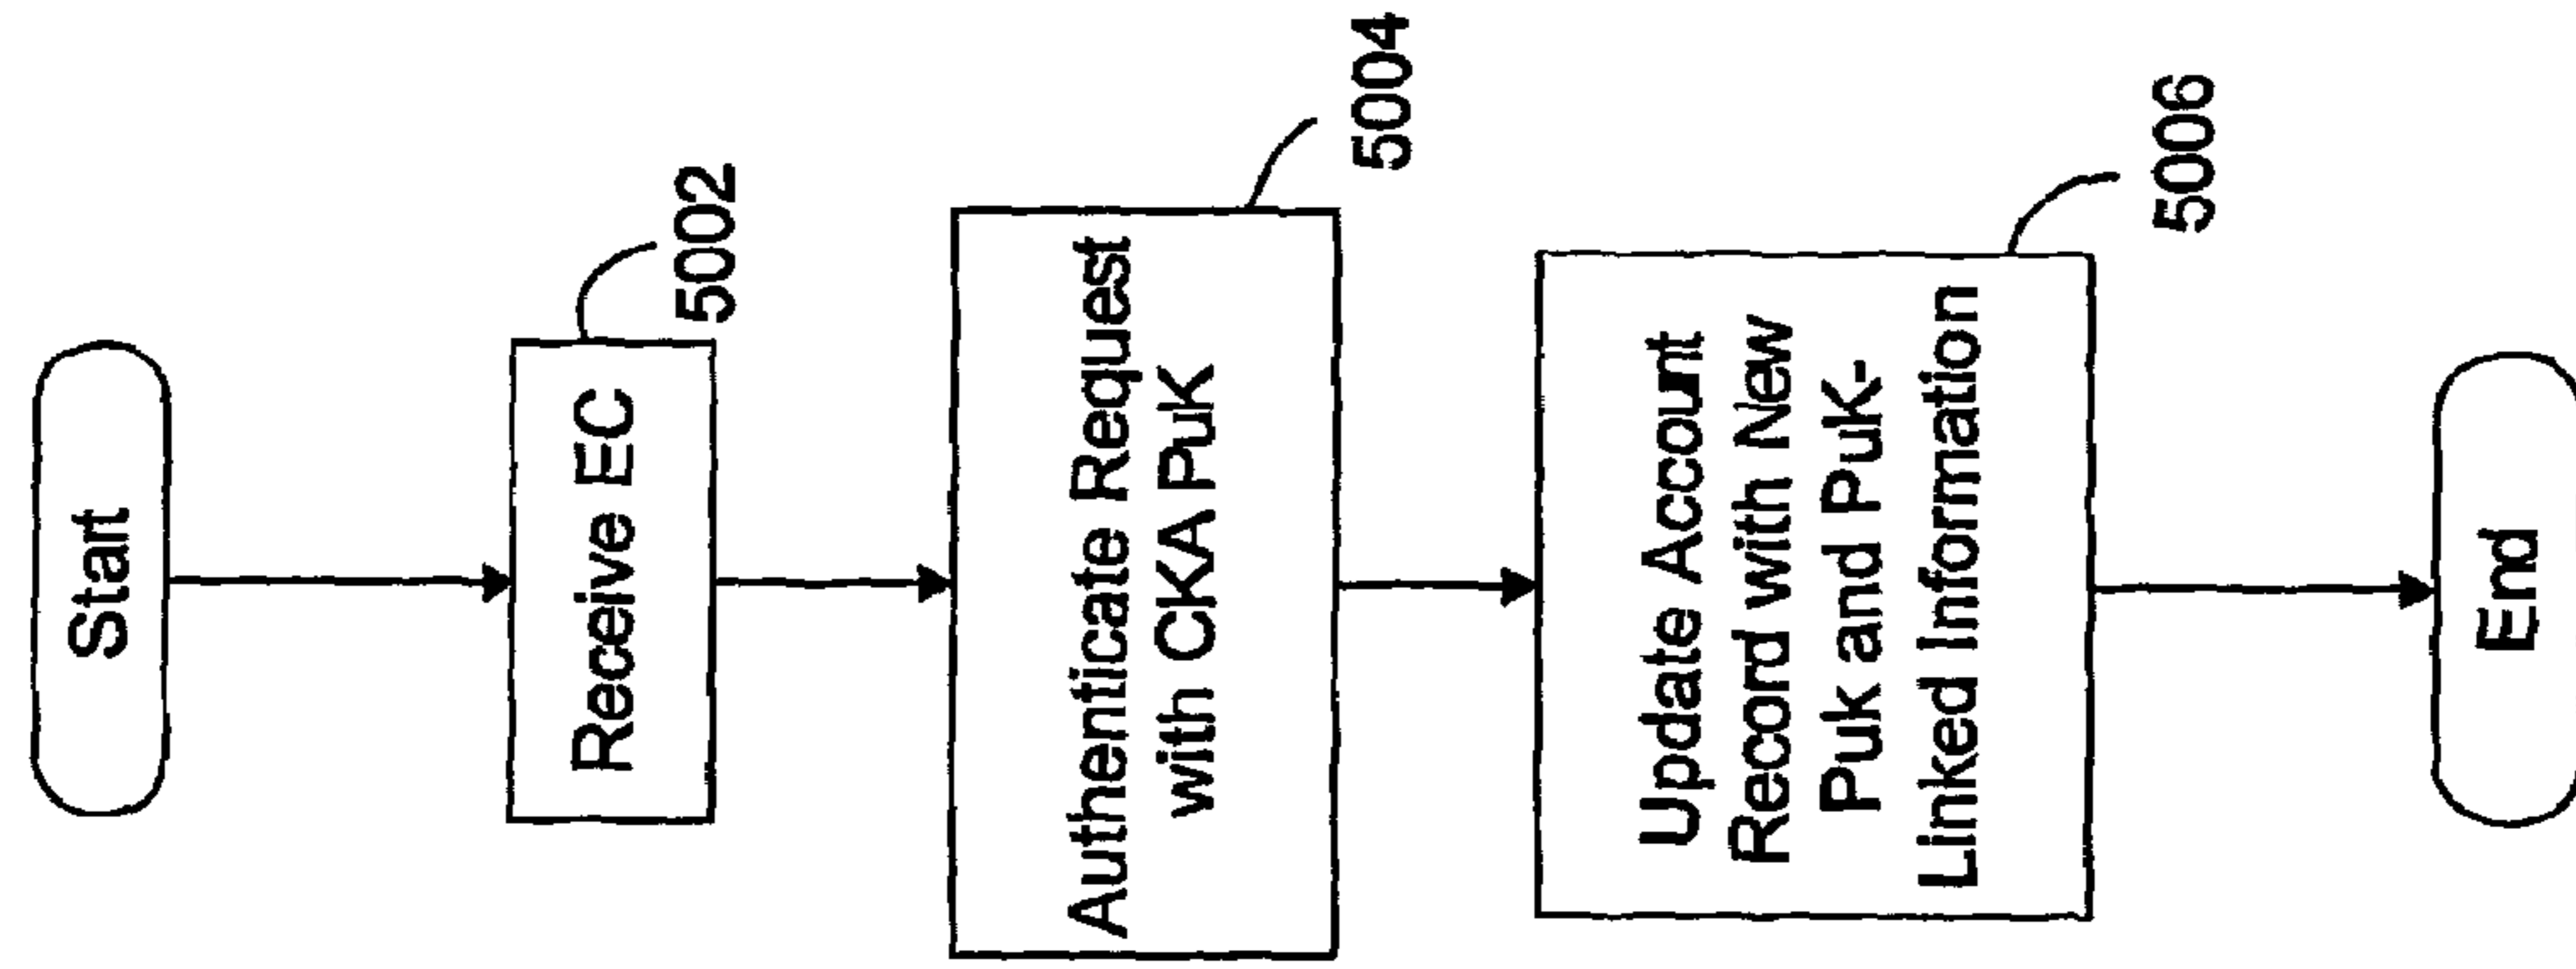 Start
Receive EC
5002
Authenticate Request
with CKA PuK
5004
Update Account
Record with New
Puk and PuK-
Linked Information
5006
End